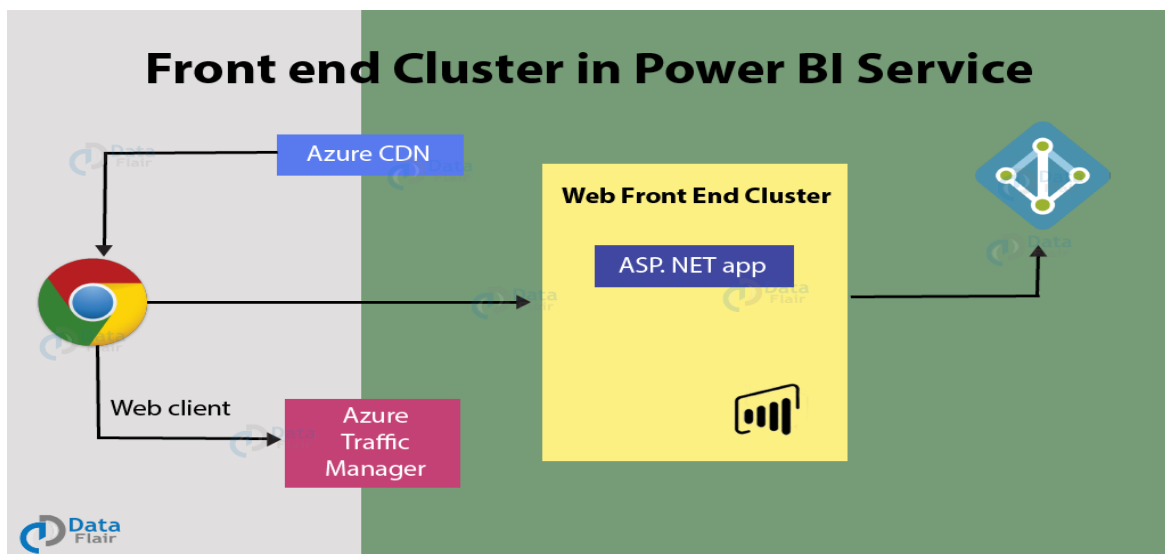 Front end Cluster in Power BI Service
Azure CDN
Web Front End Cluster
ASP. NET app
Web client
Azure
Traffic
Manager
Data
Flair